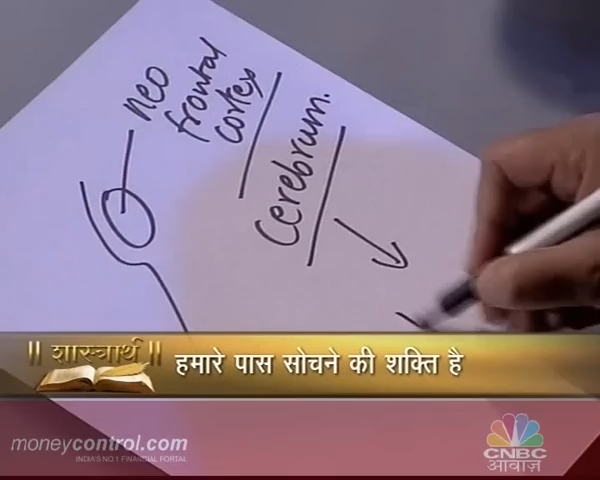 neo
frontal
cortex
Cerebrum.
|| शास्त्रार्थ ||
हमारे पास सोचने की शक्ति है
moneycontrol.com
INDIA'S NO.1 FINANCIAL PORTAL
CNBC
आवाज़